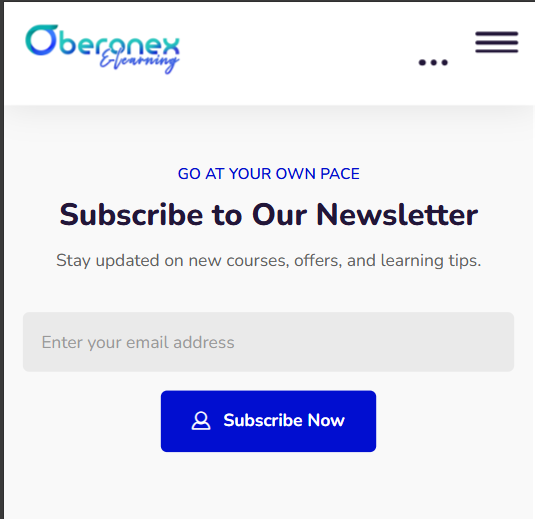 Oberonex
E-learning
GO AT YOUR OWN PACE
Subscribe to Our Newsletter
Stay updated on new courses, offers, and learning tips.
Enter your email address
Subscribe Now